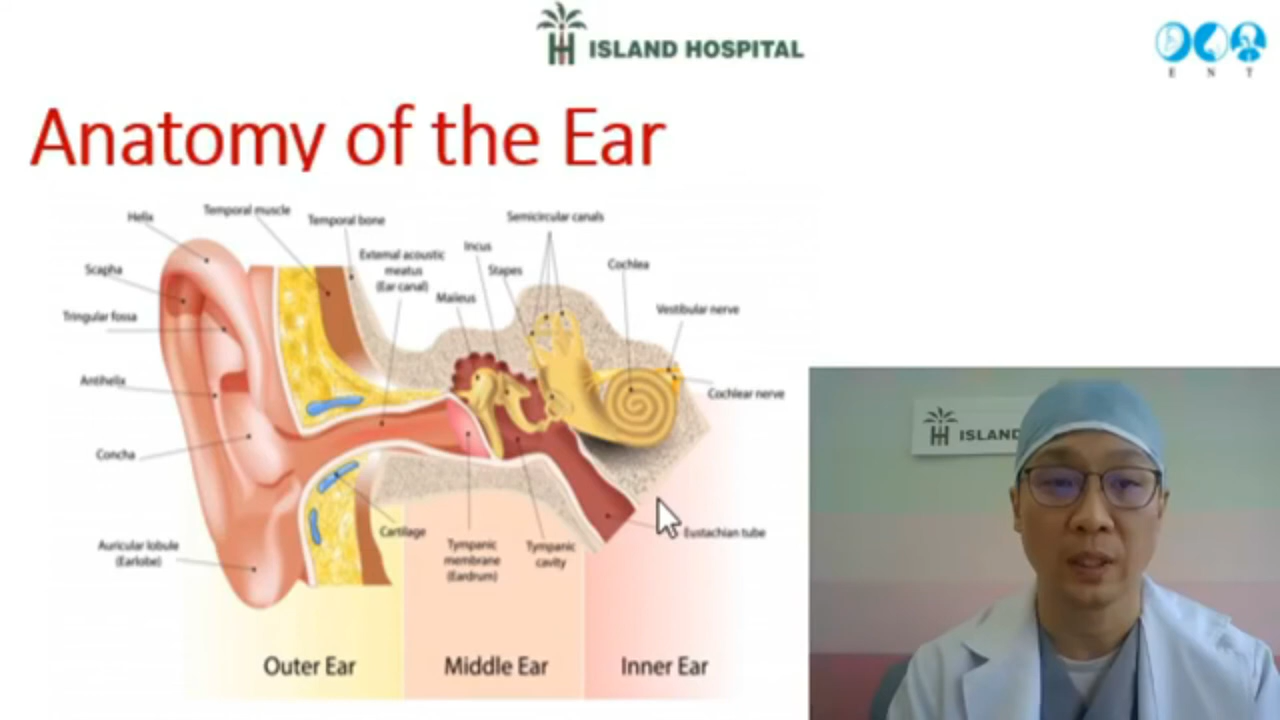 ISLAND HOSPITAL
E N T
Anatomy of the Ear
Helix
Temporal muscle
Temporal bone
Semicircular canals
External acoustic
meatus
(Ear canal)
Incus
Stapes
Cochlea
Scapha
Malleus
Tringular fossa
Vestibular nerve
Antihelix
Cochlear nerve
Concha
Cartilage
Eustachian tube
Auricular lobule
(Earlobe)
Tympanic
membrane
(Eardrum)
Tympanic
cavity
Outer Ear
Middle Ear
Inner Ear
ISLAND